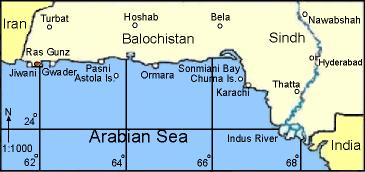 Iran
Turbat
Hoshab
Bela
Nawabshah
Balochistan
Sindh
Ras Gunz
Pasni
Sonmiani Bay
Hyderabad
Jiwani
Gwader
Astola Is.
Ormara
Churna Is.
Karachi
Thatta
N
24
Arabian Sea
Indus River
India
1:1000
62
64
66
68